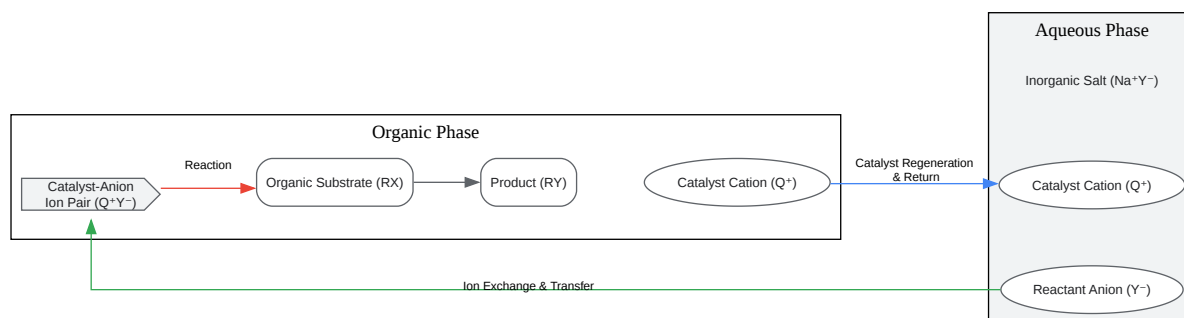 Aqueous Phase
Inorganic Salt (Na⁺Y⁻)
Organic Phase
Reaction
Catalyst-Anion
Ion Pair (Q⁺Y⁻)
Organic Substrate (RX)
Product (RY)
Catalyst Cation (Q⁺)
Catalyst Regeneration
& Return
Catalyst Cation (Q⁺)
Ion Exchange & Transfer
Reactant Anion (Y⁻)